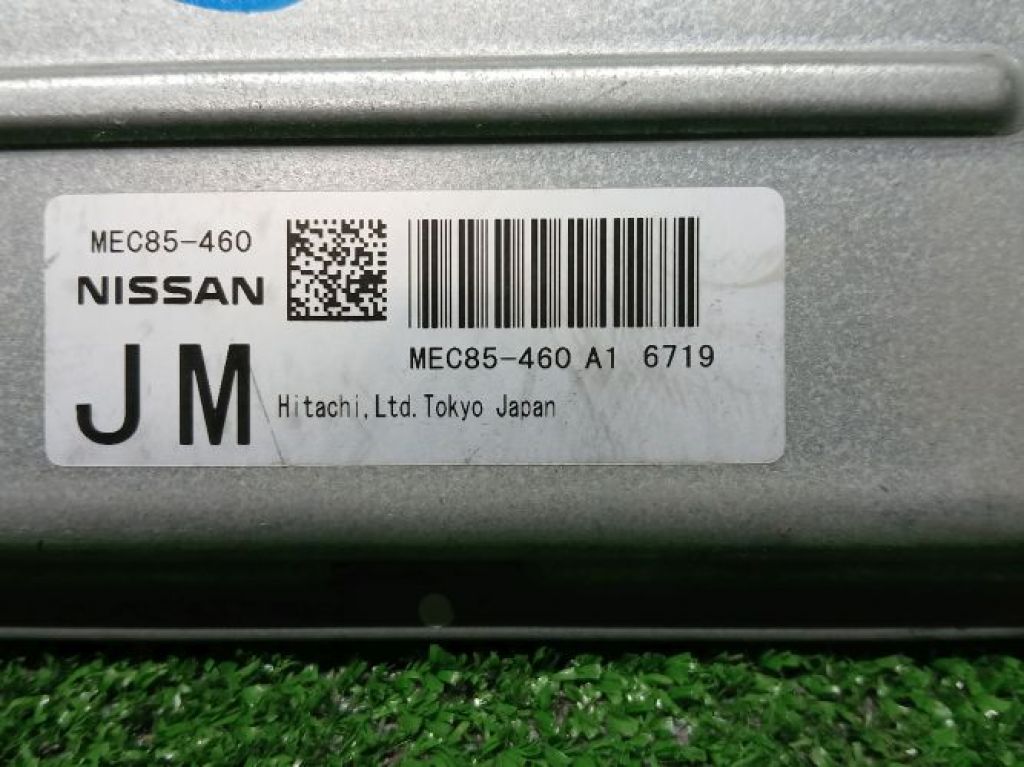 MEC85-460
NISSAN
JM
MEC85-460 A1 6719
Hitachi,Ltd.Tokyo Japan